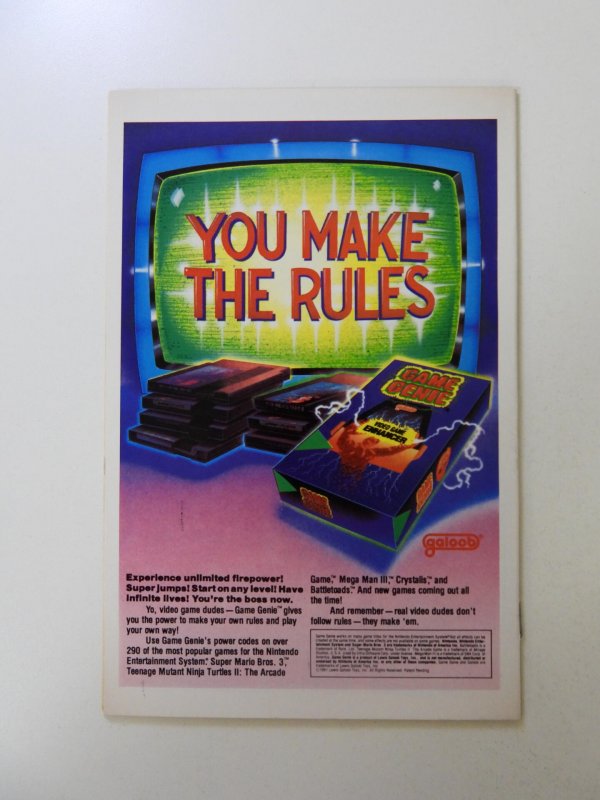 YOU MAKE
THE RULES
GAME
GENIE™
VIDEO GAME
ENHANCER
GAME
GENIE
galoob®
Experience unlimited firepower!
Super jumps! Start on any level! Have
infinite lives! You're the boss now.
Yo, video game dudes — Game Genie™ gives
you the power to make your own rules and play
your own way!
Use Game Genie's power codes on over
290 of the most popular games for the Nintendo
Entertainment System.® Super Mario Bros. 3,™
Teenage Mutant Ninja Turtles II: The Arcade
Game,™ Mega Man III,™ Crystalis,™ and
Battletoads.™ And new games coming out all
the time!
And remember — real video dudes don't
follow rules — they make 'em.